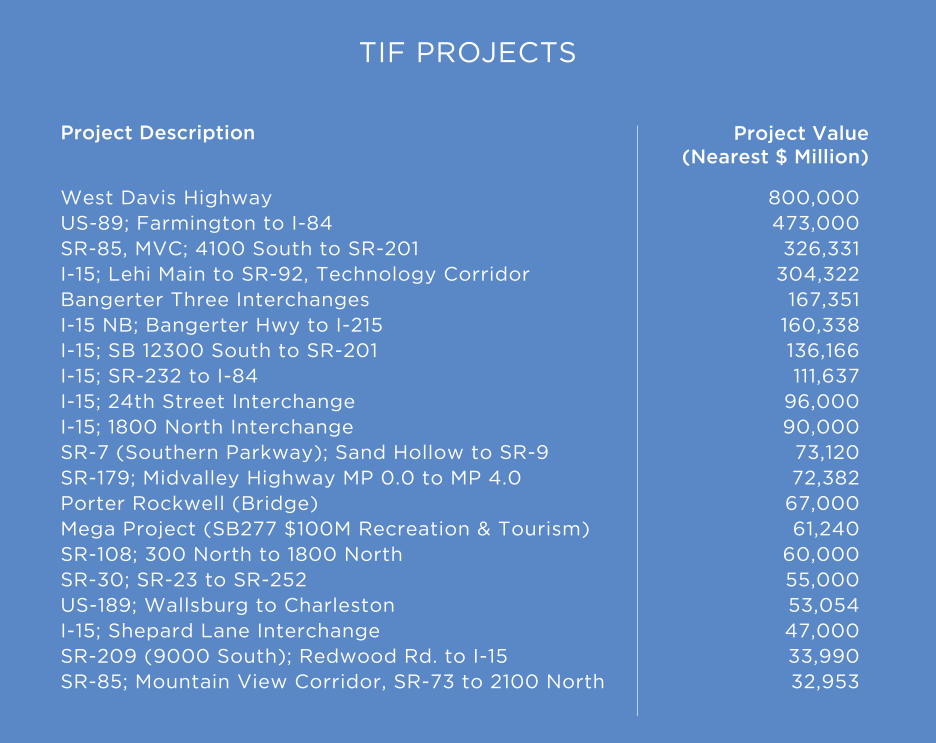 TIF PROJECTS
Project Description
Project Value
(Nearest $ Million)
West Davis Highway 800,000
US-89; Farmington to I-84 473,000
SR-85, MVC; 4100 South to SR-201 326,331
I-15; Lehi Main to SR-92, Technology Corridor 304,322
Bangerter Three Interchanges 167,351
I-15 NB; Bangerter Hwy to I-215 160,338
I-15; SB 12300 South to SR-201 136,166
I-15; SR-232 to I-84 111,637
I-15; 24th Street Interchange 96,000
I-15; 1800 North Interchange 90,000
SR-7 (Southern Parkway); Sand Hollow to SR-9 73,120
SR-179; Midvalley Highway MP 0.0 to MP 4.0 72,382
Porter Rockwell (Bridge) 67,000
Mega Project (SB277 $100M Recreation & Tourism) 61,240
SR-108; 300 North to 1800 North 60,000
SR-30; SR-23 to SR-252 55,000
US-189; Wallsburg to Charleston 53,054
I-15; Shepard Lane Interchange 47,000
SR-209 (9000 South); Redwood Rd. to I-15 33,990
SR-85; Mountain View Corridor, SR-73 to 2100 North 32,953